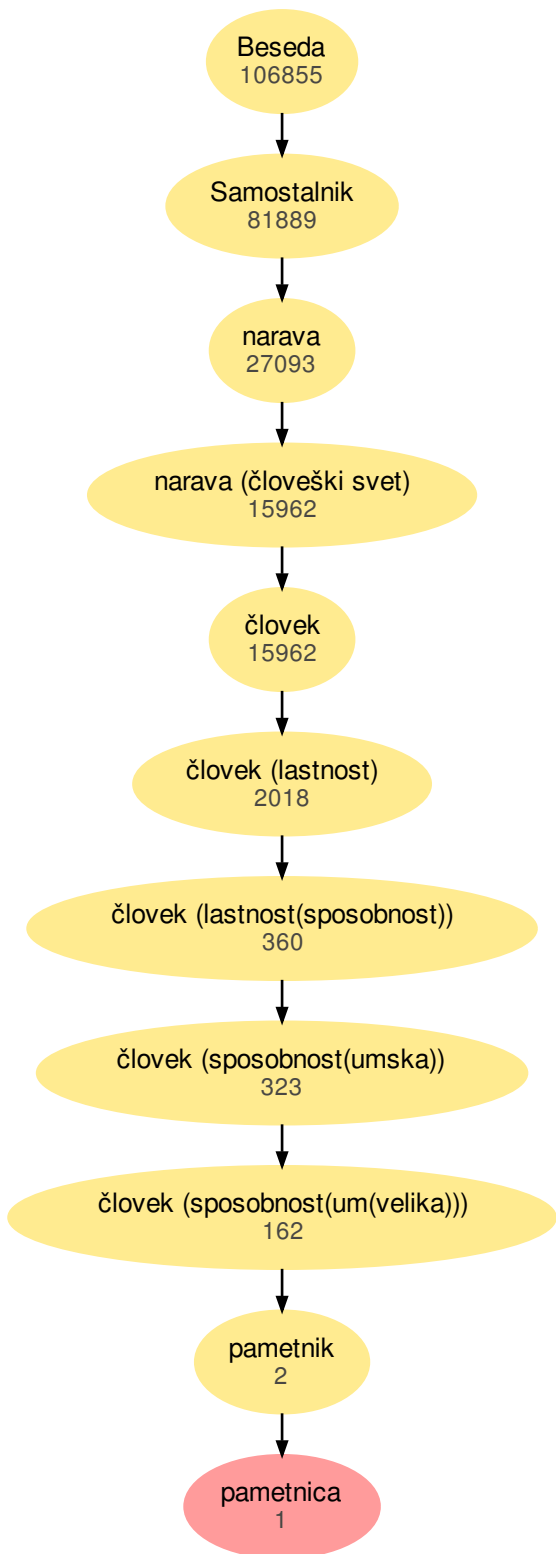 Beseda
106855
Samostalnik
81889
narava
27093
narava (človeški svet)
15962
človek
15962
človek (lastnost)
2018
človek (lastnost(sposobnost))
360
človek (sposobnost(umska))
323
človek (sposobnost(um(velika)))
162
pametnik
2
pametnica
1